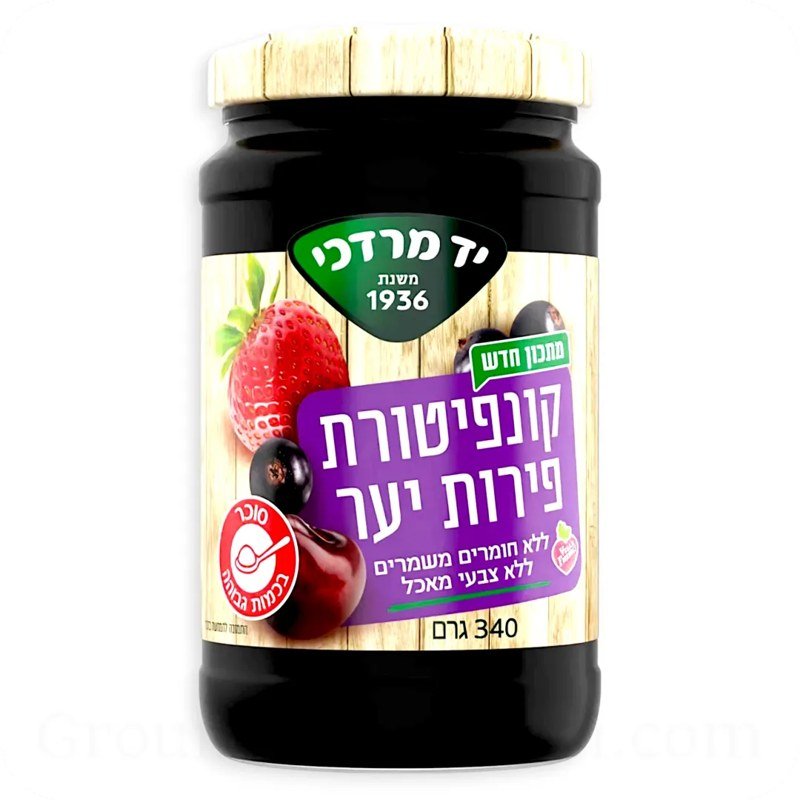 יד מרדכי
משנת
1936
מתכון חדש
קונפיטורת
פירות יער
ללא חומרים משמרים
ללא צבעי מאכל
סוכר
בכמות גבוהה
340 גרם